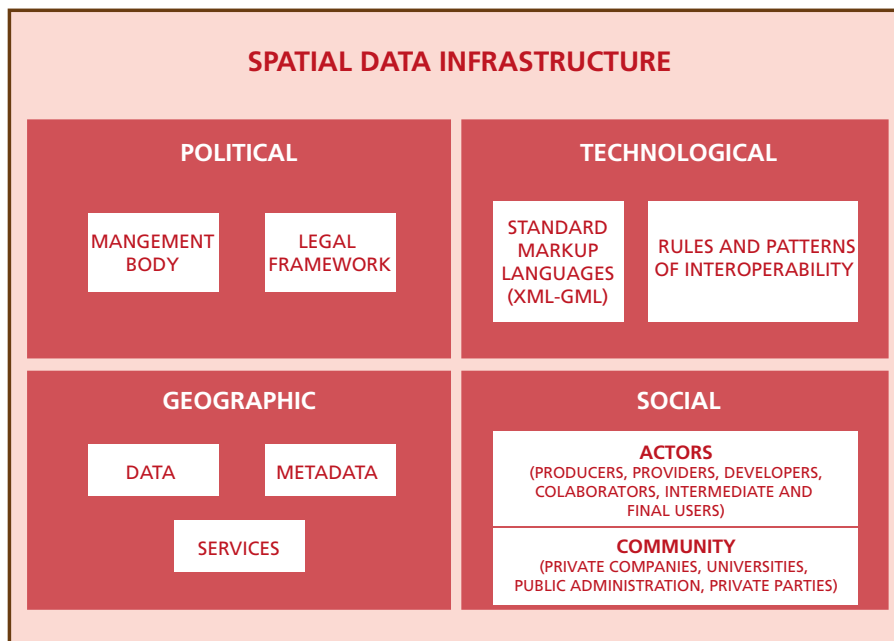 SPATIAL DATA INFRASTRUCTURE
POLITICAL
MANGEMENT
BODY
LEGAL
FRAMEWORK
TECHNOLOGICAL
STANDARD
MARKUP
LANGUAGES
(XML-GML)
RULES AND PATTERNS
OF INTEROPERABILITY
GEOGRAPHIC
DATA
METADATA
SERVICES
SOCIAL
ACTORS
(PRODUCERS, PROVIDERS, DEVELOPERS,
COLABORATORS, INTERMEDIATE AND
FINAL USERS)
COMMUNITY
(PRIVATE COMPANIES, UNIVERSITIES,
PUBLIC ADMINISTRATION, PRIVATE PARTIES)